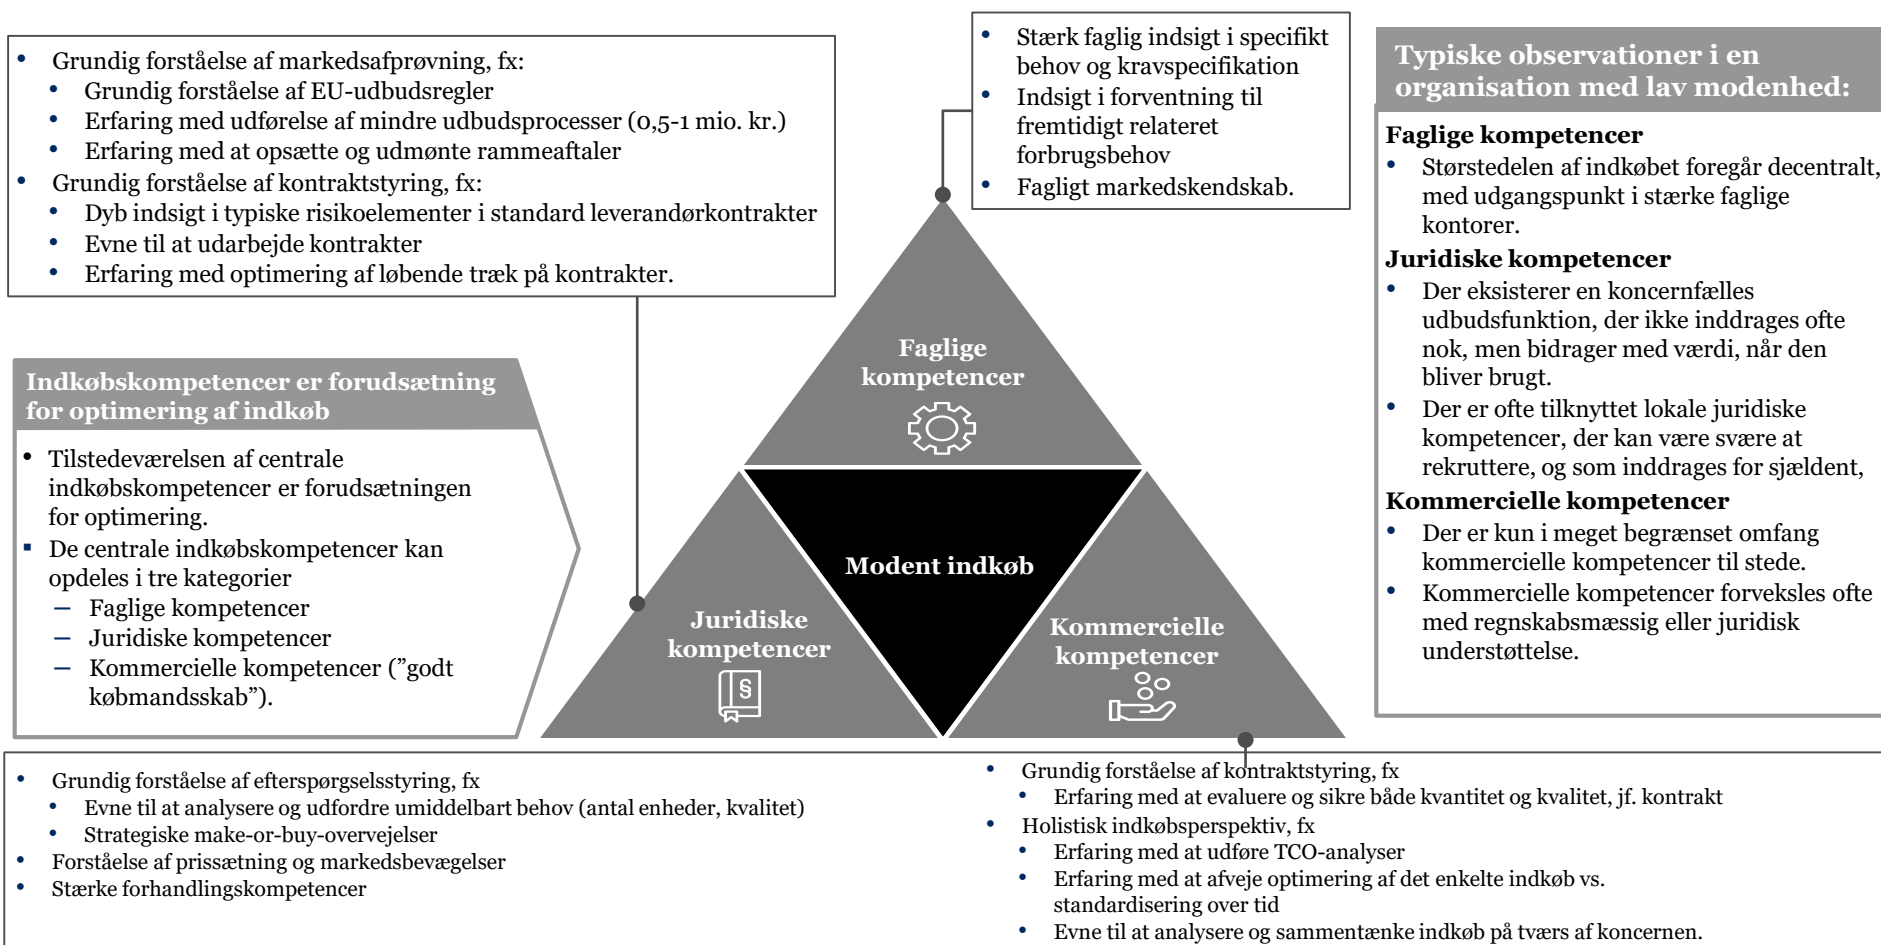 • Grundig forståelse af markedsafprøvning, fx:
• Grundig forståelse af EU-udbudsregler
• Erfaring med udførelse af mindre udbudsprocesser (0,5-1 mio. kr.)
• Erfaring med at opsætte og udmønte rammeaftaler
• Grundig forståelse af kontraktstyring, fx:
• Dyb indsigt i typiske risikoelementer i standard leverandørkontrakter
• Evne til at udarbejde kontrakter
• Erfaring med optimering af løbende træk på kontrakter.
• Stærk faglig indsigt i specifikt
behov og kravspecifikation
• Indsigt i forventning til
fremtidigt relateret
forbrugsbehov
• Fagligt markedskendskab.
Typiske observationer i en
organisation med lav modenhed:
Faglige kompetencer
• Størstedelen af indkøbet foregår decentralt,
med udgangspunkt i stærke faglige
kontorer.
Juridiske kompetencer
• Der eksisterer en koncernfælles
udbudsfunktion, der ikke inddrages ofte
nok, men bidrager med værdi, når den
bliver brugt.
• Der er ofte tilknyttet lokale juridiske
kompetencer, der kan være svære at
rekruttere, og som inddrages for sjældent,
Kommercielle kompetencer
• Der er kun i meget begrænset omfang
kommercielle kompetencer til stede.
• Kommercielle kompetencer forveksles ofte
med regnskabsmæssig eller juridisk
understøttelse.
Indkøbskompetencer er forudsætning
for optimering af indkøb
• Tilstedeværelsen af centrale
indkøbskompetencer er forudsætningen
for optimering.
▪ De centrale indkøbskompetencer kan
opdeles i tre kategorier
– Faglige kompetencer
– Juridiske kompetencer
– Kommercielle kompetencer (”godt
købmandsskab”).
Faglige
kompetencer
Modent indkøb
Juridiske
kompetencer
§
Kommercielle
kompetencer
• Grundig forståelse af efterspørgselsstyring, fx
• Evne til at analysere og udfordre umiddelbart behov (antal enheder, kvalitet)
• Strategiske make-or-buy-overvejelser
• Forståelse af prissætning og markedsbevægelser
• Stærke forhandlingskompetencer
• Grundig forståelse af kontraktstyring, fx
• Erfaring med at evaluere og sikre både kvantitet og kvalitet, jf. kontrakt
• Holistisk indkøbsperspektiv, fx
• Erfaring med at udføre TCO-analyser
• Erfaring med at afveje optimering af det enkelte indkøb vs.
standardisering over tid
• Evne til at analysere og sammentænke indkøb på tværs af koncernen.